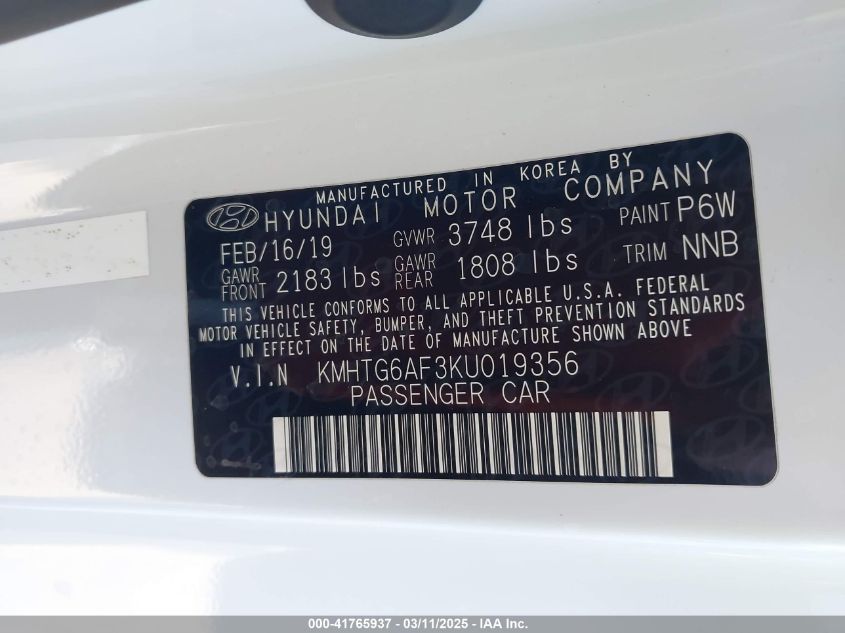 MANUFACTURED IN KOREA BY
HYUNDAI MOTOR COMPANY
FEB/16/19 GVWR 3748 lbs PAINT P6W
GAWR FRONT 2183 lbs GAWR REAR 1808 lbs TRIM NNB
THIS VEHICLE CONFORMS TO ALL APPLICABLE U.S.A. FEDERAL
MOTOR VEHICLE SAFETY, BUMPER, AND THEFT PREVENTION STANDARDS
IN EFFECT ON THE DATE OF MANUFACTURE SHOWN ABOVE
V.I.N KMHTG6AF3KU019356
PASSENGER CAR
000-41765937 - 03/11/2025 - IAA Inc.